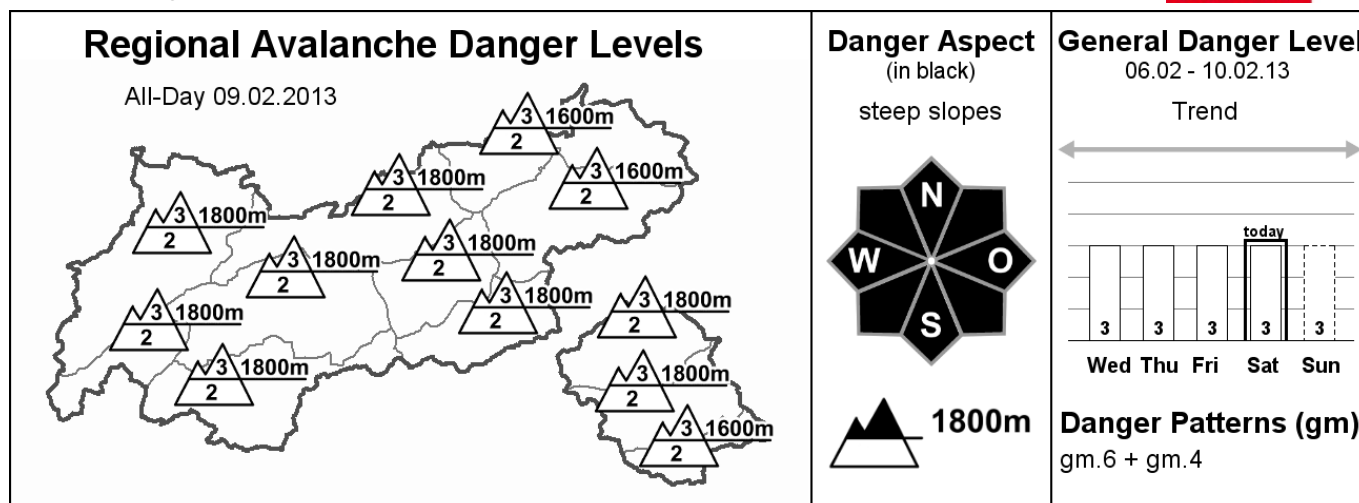 Regional Avalanche Danger Levels
All-Day 09.02.2013
3 1600m
2
3 1600m
2
3 1800m
2
3 1800m
2
3 1800m
2
3 1800m
2
3 1800m
2
3 1800m
2
3 1800m
2
3 1800m
2
3 1800m
2
3 1600m
2
Danger Aspect
(in black)
steep slopes
N
W O
S
1800m
General Danger Level
06.02 - 10.02.13
Trend
today
3 3 3 3 3
Wed Thu Fri Sat Sun
Danger Patterns (gm)
gm.6 + gm.4